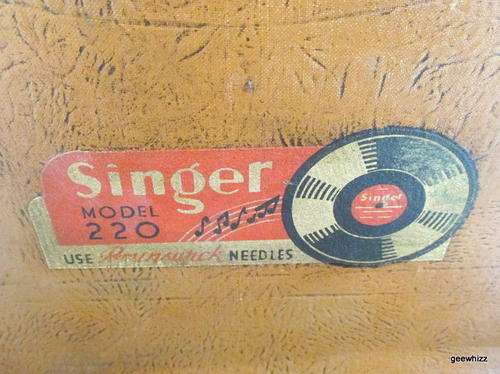 Singer
MODEL
220
USE Brunswick NEEDLES
Singer
geewhizz